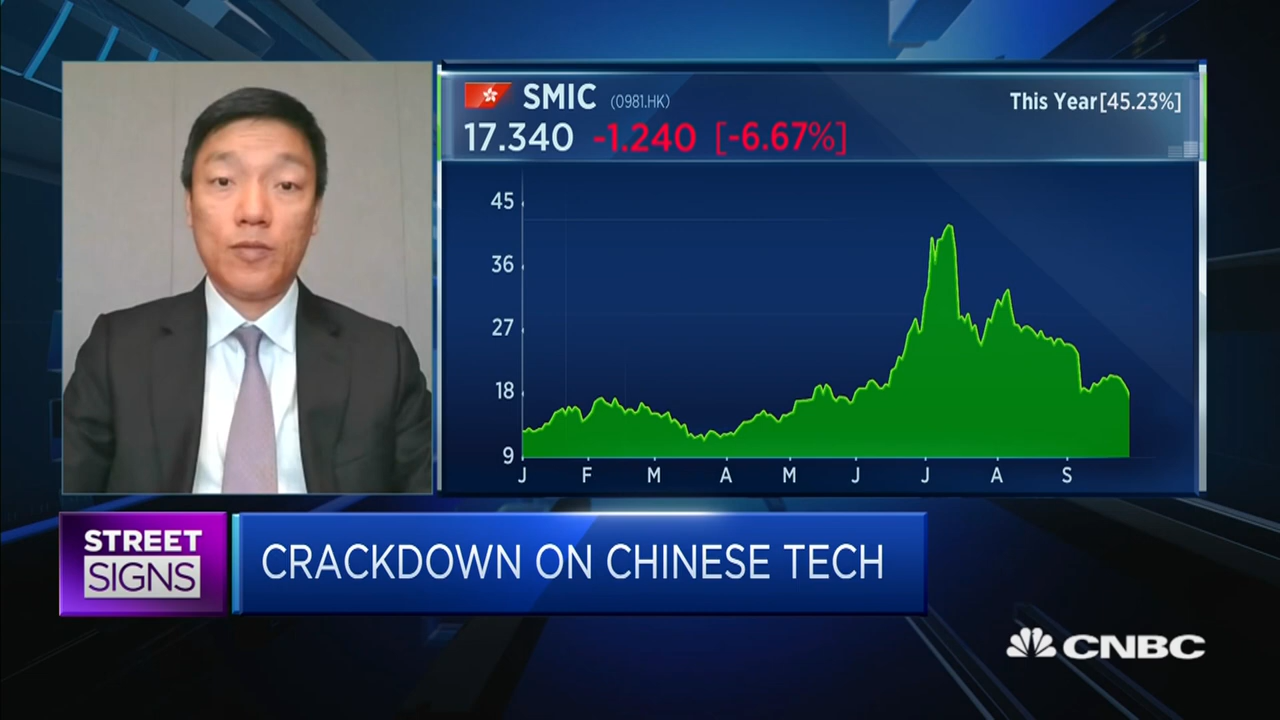 SMIC (0981.HK)
This Year[45.23%]
17.340 -1.240 [-6.67%]
45
36
27
18
9
J F M A M J J A S
STREET
SIGNS
CRACKDOWN ON CHINESE TECH
CNBC